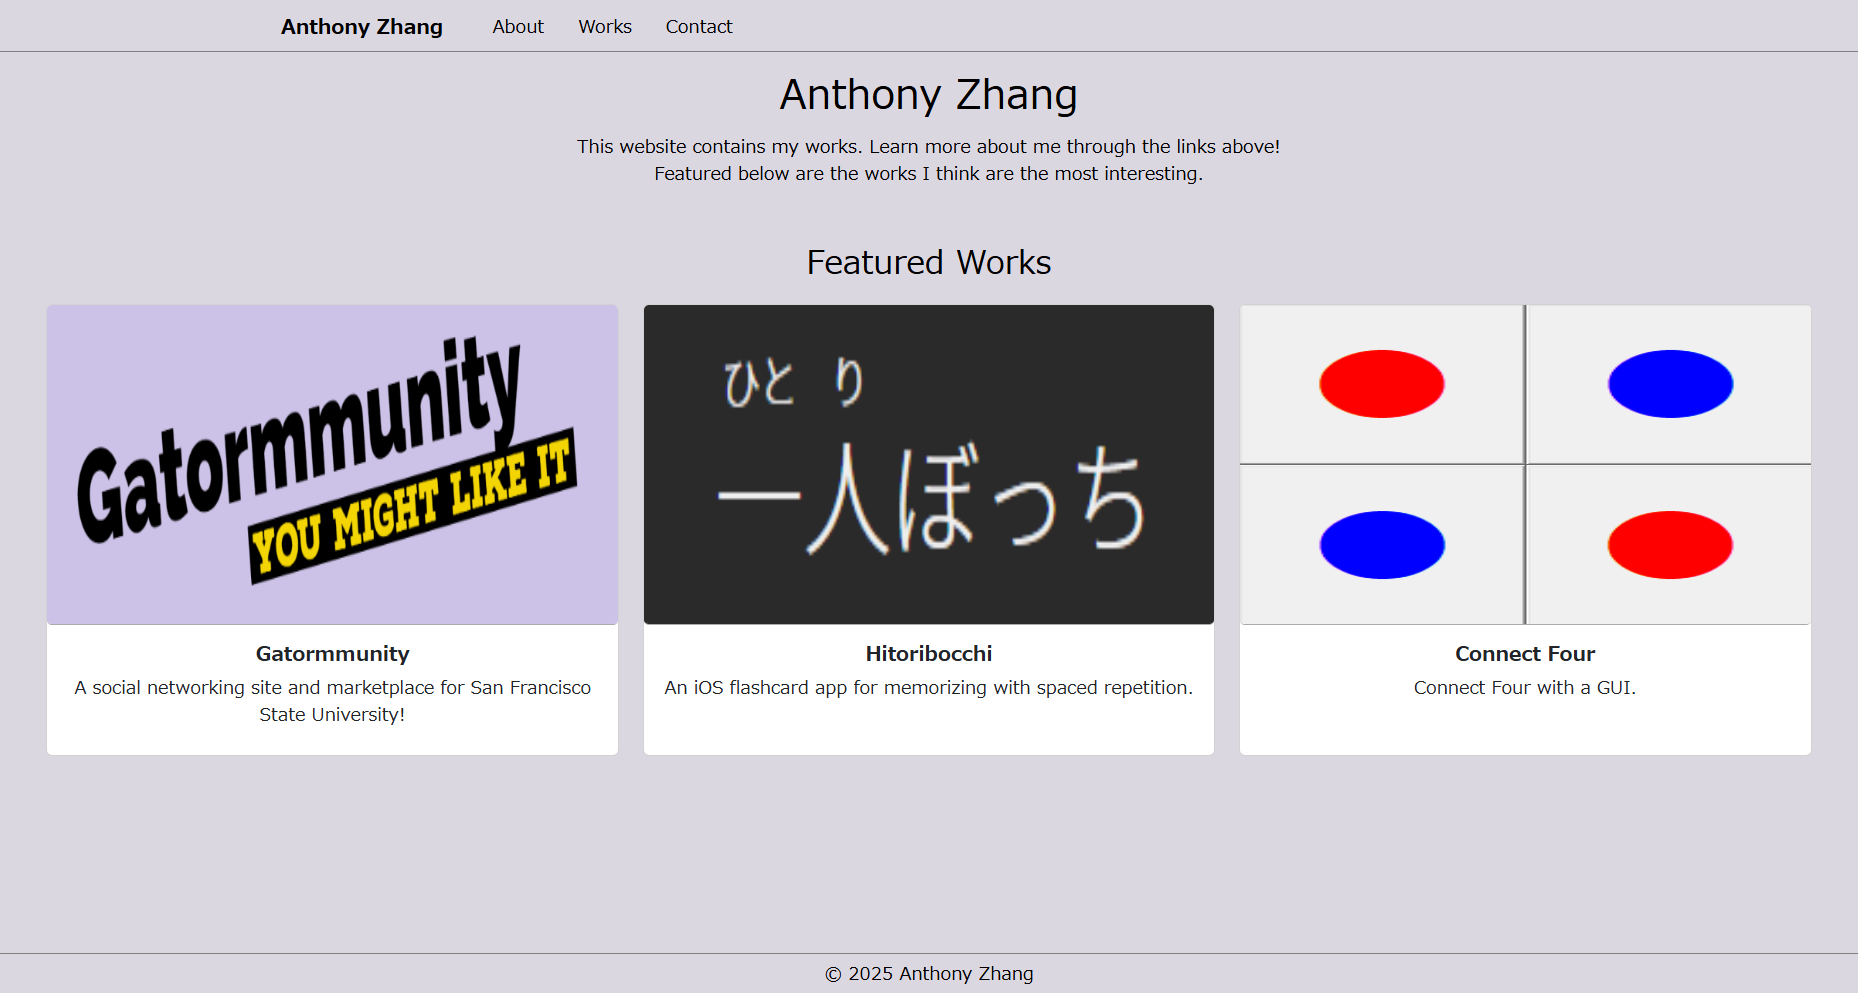 Anthony Zhang About Works Contact
Anthony Zhang
This website contains my works. Learn more about me through the links above!
Featured below are the works I think are the most interesting.
Featured Works
Gatormmunity
YOU MIGHT LIKE IT
Gatormmunity
A social networking site and marketplace for San Francisco
State University!
ひとり
一人ぼっち
Hitoribocchi
An iOS flashcard app for memorizing with spaced repetition.
Connect Four
Connect Four with a GUI.
© 2025 Anthony Zhang